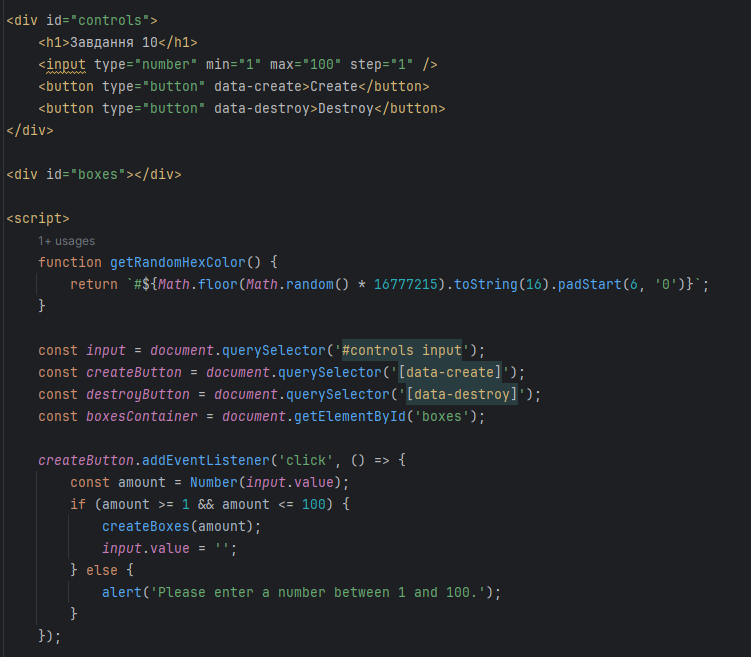 <div id="controls">
    <h1>Завдання 10</h1>
    <input type="number" min="1" max="100" step="1" />
    <button type="button" data-create>Create</button>
    <button type="button" data-destroy>Destroy</button>
</div>

<div id="boxes"></div>

<script>
    1+ usages
    function getRandomHexColor() {
        return `#${Math.floor(Math.random() * 16777215).toString(16).padStart(6, '0')}`;
    }

    const input = document.querySelector('#controls input');
    const createButton = document.querySelector('[data-create]');
    const destroyButton = document.querySelector('[data-destroy]');
    const boxesContainer = document.getElementById('boxes');

    createButton.addEventListener('click', () => {
        const amount = Number(input.value);
        if (amount >= 1 && amount <= 100) {
            createBoxes(amount);
            input.value = '';
        } else {
            alert('Please enter a number between 1 and 100.');
        }
    });